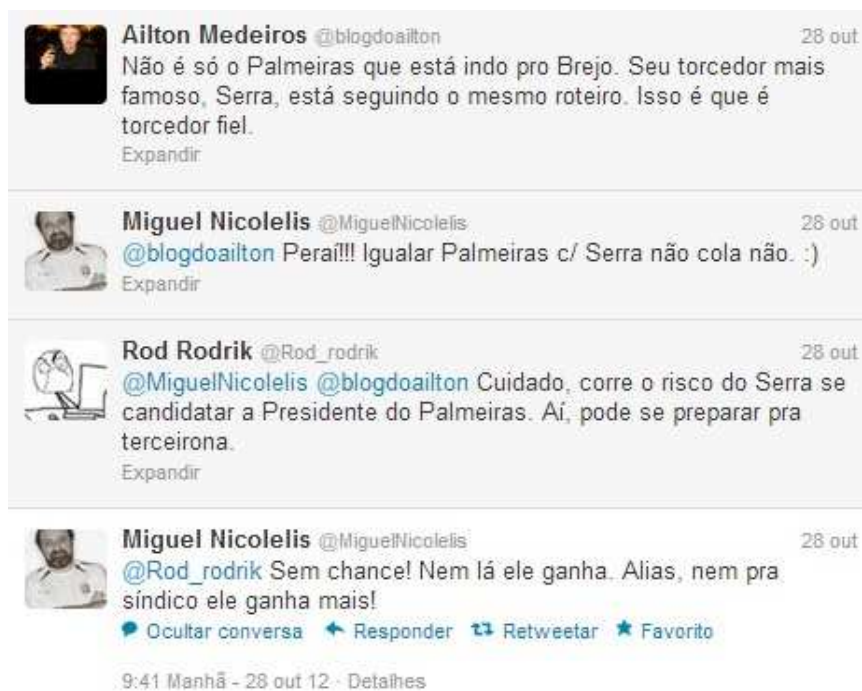 Ailton Medeiros @blogdoailton 28 out
Não é só o Palmeiras que está indo pro Brejo. Seu torcedor mais
famoso, Serra, está seguindo o mesmo roteiro. Isso é que é
torcedor fiel.
Expandir
Miguel Nicolelis @MiguelNicolelis 28 out
@blogdoailton Peraí!!! Igualar Palmeiras c/ Serra não cola não. :)
Expandir
Rod Rodrik @Rod_rodrik 28 out
@MiguelNicolelis @blogdoailton Cuidado, corre o risco do Serra se
candidatar a Presidente do Palmeiras. Aí, pode se preparar pra
terceirona.
Expandir
Miguel Nicolelis @MiguelNicolelis 28 out
@Rod_rodrik Sem chance! Nem lá ele ganha. Alias, nem pra
síndico ele ganha mais!
Ocultar conversa Responder Retweetar Favorito
9:41 Manhã - 28 out 12 · Detalhes